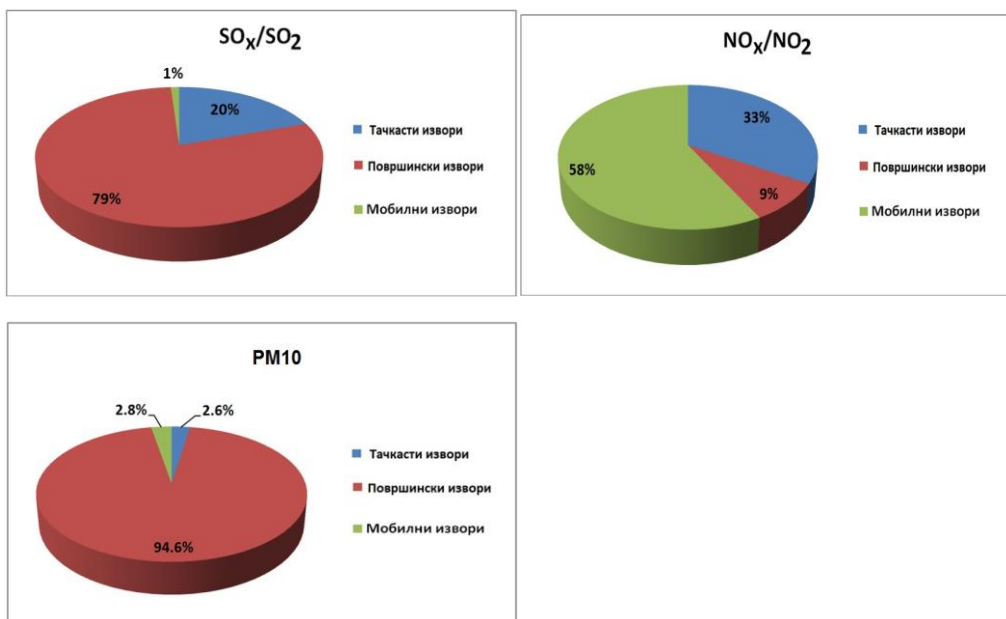 SOx/SO2
1%
20%
79%
Тачкасти извори
Површински извори
Мобилни извори
NOx/NO2
33%
58%
9%
Тачкасти извори
Површински извори
Мобилни извори
PM10
2.8%
2.6%
94.6%
Тачкасти извори
Површински извори
Мобилни извори